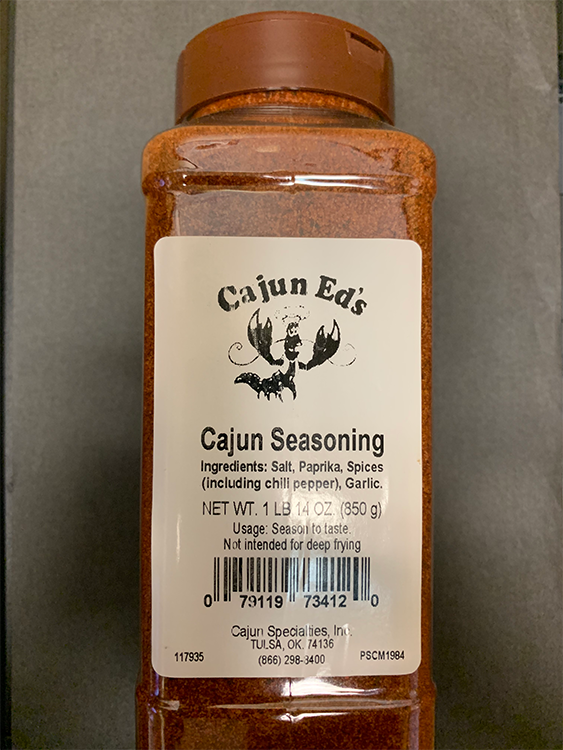 Cajun Ed's
Cajun Seasoning
Ingredients: Salt, Paprika, Spices
(including chili pepper), Garlic.
NET WT. 1 LB 14 OZ. (850 g)
Usage: Season to taste.
Not intended for deep frying
0 79119 73412 0
Cajun Specialties, Inc.
TULSA, OK. 74136
117935 (866) 298-8400 PSCM1984